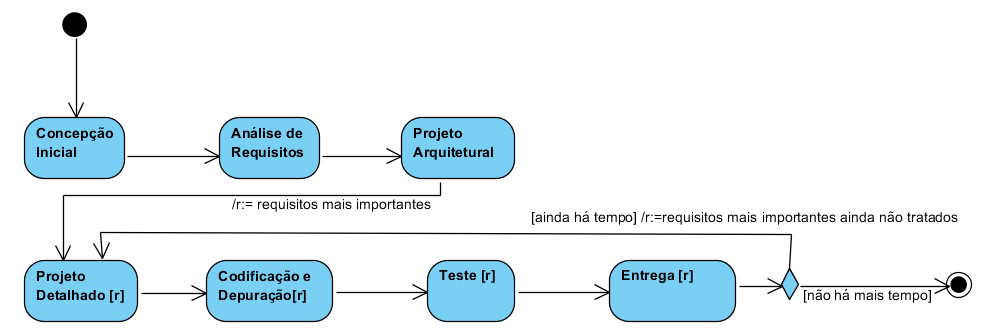 Concepção
Inicial
Análise de
Requisitos
Projeto
Arquitetural
/r:= requisitos mais importantes
[ainda há tempo] /r:=requisitos mais importantes ainda não tratados
Projeto
Detalhado [r]
Codificação e
Depuração[r]
Teste [r]
Entrega [r]
[não há mais tempo]